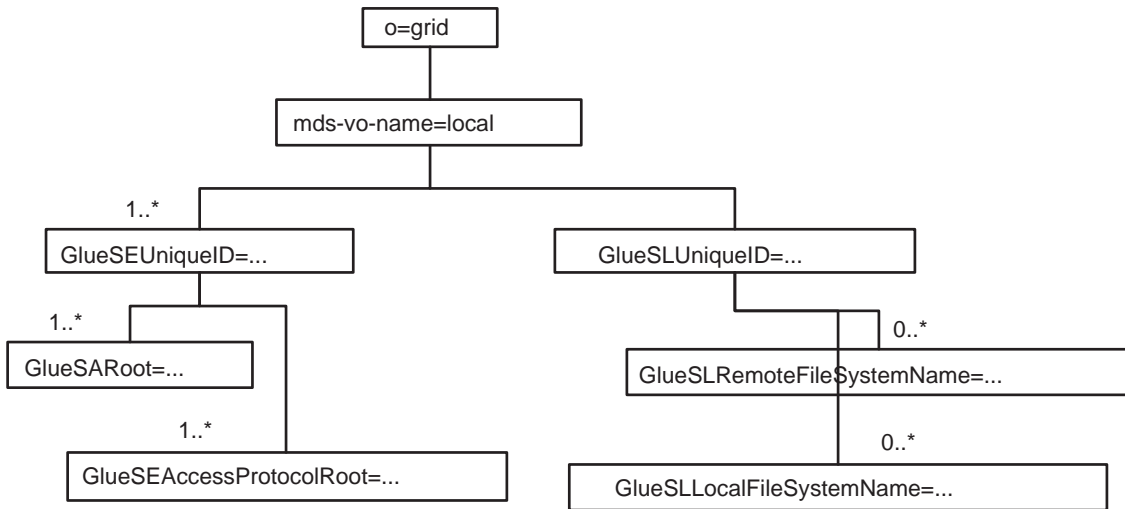 o=grid
mds-vo-name=local
1..*
GlueSEUniqueID=...
GlueSLUniqueID=...
1..*
0..*
GlueSARoot=...
GlueSLRemoteFileSystemName=...
1..*
0..*
GlueSEAccessProtocolRoot=...
GlueSLLocalFileSystemName=...